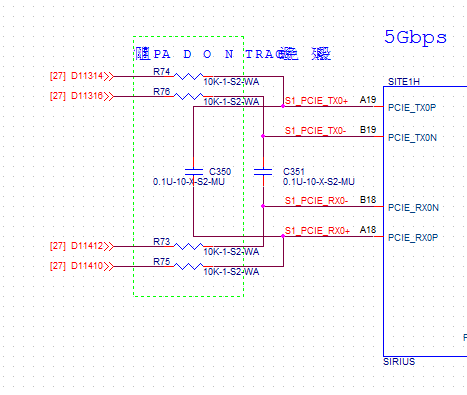 5Gbps
PA D O N TRAC
[27] D11314
R74
10K-1-S2-WA
SITE1H
[27] D11316
R76
10K-1-S2-WA
S1_PCIE_TX0+
A19
PCIE_TX0P
S1_PCIE_TX0-
B19
PCIE_TX0N
C350
0.1U-10-X-S2-MU
C351
0.1U-10-X-S2-MU
S1_PCIE_RX0-
B18
PCIE_RX0N
S1_PCIE_RX0+
A18
PCIE_RX0P
[27] D11412
R73
10K-1-S2-WA
[27] D11410
R75
10K-1-S2-WA
SIRIUS